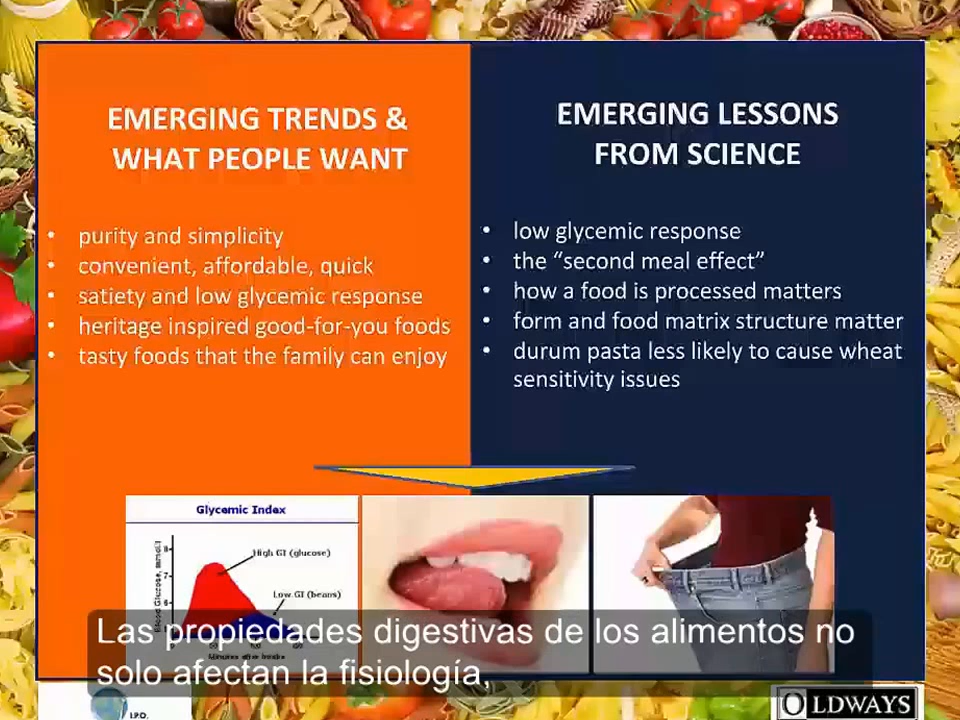 EMERGING TRENDS &
WHAT PEOPLE WANT
• purity and simplicity
• convenient, affordable, quick
• satiety and low glycemic response
• heritage inspired good-for-you foods
• tasty foods that the family can enjoy
EMERGING LESSONS
FROM SCIENCE
• low glycemic response
• the “second meal effect”
• how a food is processed matters
• form and food matrix structure matter
• durum pasta less likely to cause wheat
sensitivity issues
Glycemic Index
High GI (glucose)
Low GI (beans)
Las propiedades digestivas de los alimentos no
solo afectan la fisiología,
I.P.O.
OLDWAYS